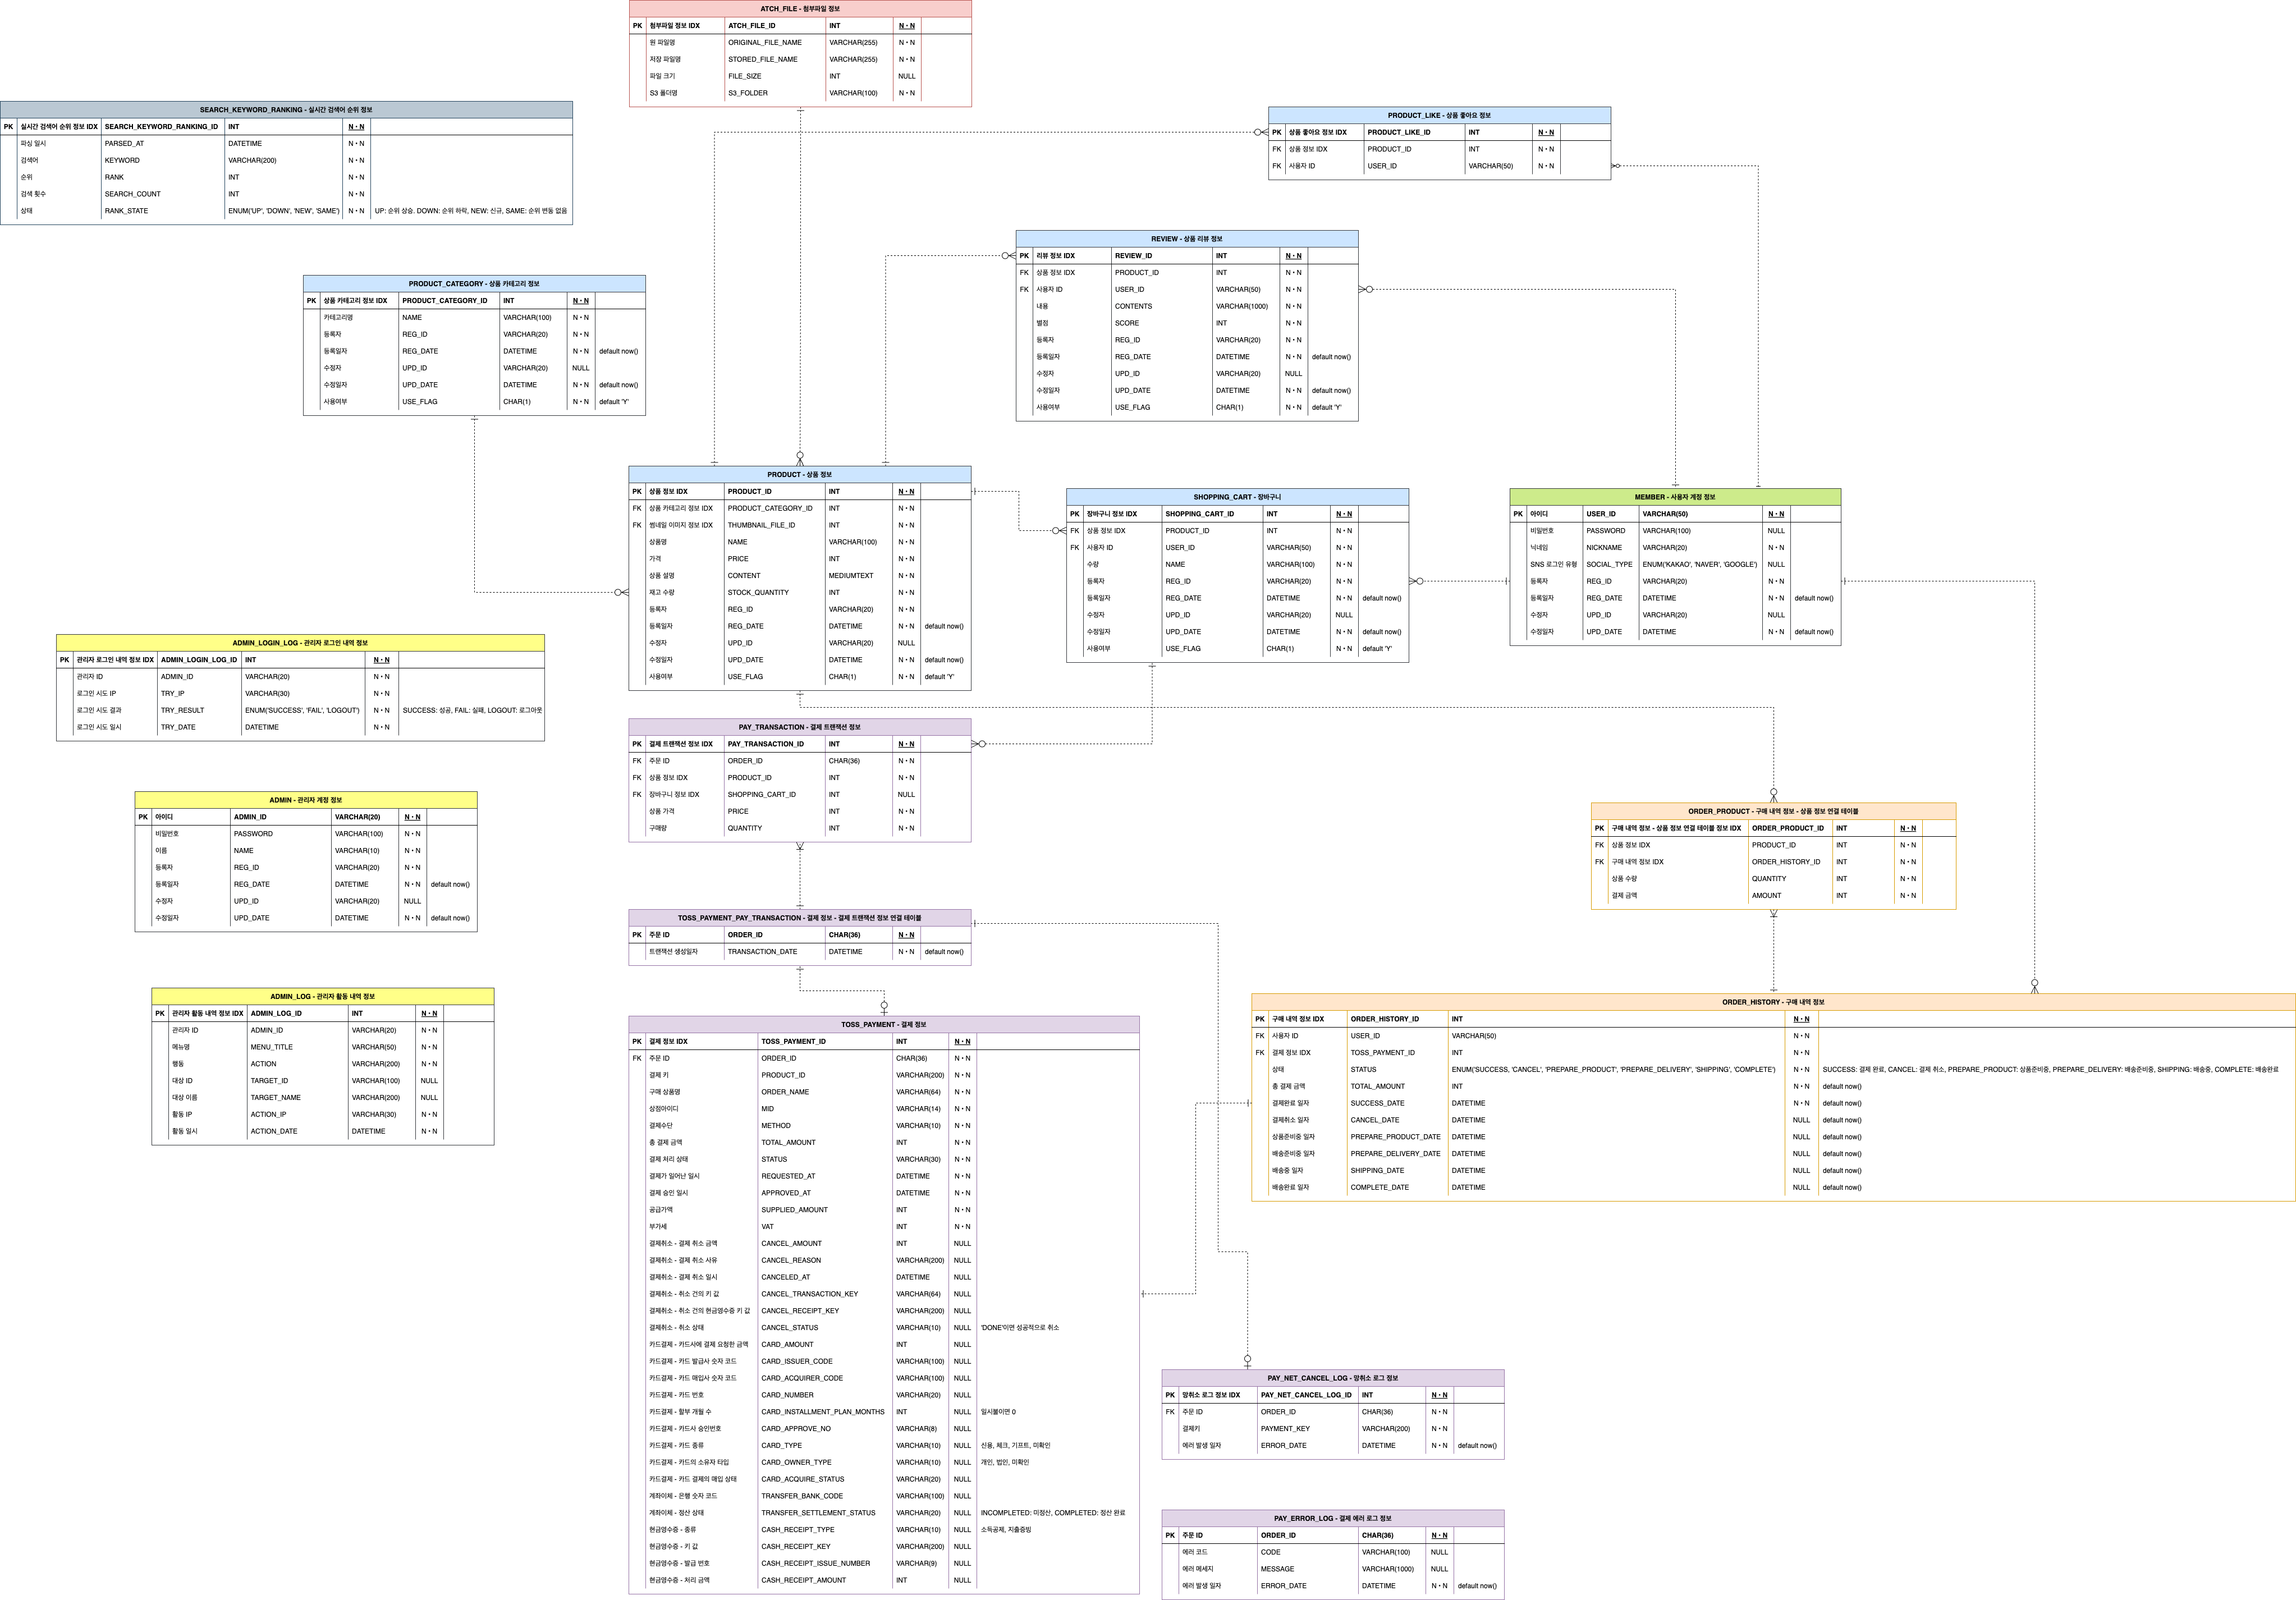 ATCH_FILE - 첨부파일 정보
PK 첨부파일 정보 IDX ATCH_FILE_ID INT N・N
원 파일명 ORIGINAL_FILE_NAME VARCHAR(255) N・N
저장 파일명 STORED_FILE_NAME VARCHAR(255) N・N
파일 크기 FILE_SIZE INT NULL
S3 폴더명 S3_FOLDER VARCHAR(100) N・N
SEARCH_KEYWORD_RANKING - 실시간 검색어 순위 정보
PK 실시간 검색어 순위 정보 IDX SEARCH_KEYWORD_RANKING_ID INT N・N
파싱 일시 PARSED_AT DATETIME N・N
검색어 KEYWORD VARCHAR(200) N・N
순위 RANK INT N・N
검색 횟수 SEARCH_COUNT INT N・N
상태 RANK_STATE ENUM('UP', 'DOWN', 'NEW', 'SAME') N・N UP: 순위 상승. DOWN: 순위 하락, NEW: 신규, SAME: 순위 변동 없음
PRODUCT_LIKE - 상품 좋아요 정보
PK 상품 좋아요 정보 IDX PRODUCT_LIKE_ID INT N・N
FK 상품 정보 IDX PRODUCT_ID INT N・N
FK 사용자 ID USER_ID VARCHAR(50) N・N
REVIEW - 상품 리뷰 정보
PK 리뷰 정보 IDX REVIEW_ID INT N・N
FK 상품 정보 IDX PRODUCT_ID INT N・N
FK 사용자 ID USER_ID VARCHAR(50) N・N
내용 CONTENTS VARCHAR(1000) N・N
별점 SCORE INT N・N
등록자 REG_ID VARCHAR(20) N・N
등록일자 REG_DATE DATETIME N・N default now()
수정자 UPD_ID VARCHAR(20) NULL
수정일자 UPD_DATE DATETIME N・N default now()
사용여부 USE_FLAG CHAR(1) N・N default 'Y'
PRODUCT_CATEGORY - 상품 카테고리 정보
PK 상품 카테고리 정보 IDX PRODUCT_CATEGORY_ID INT N・N
카테고리명 NAME VARCHAR(100) N・N
등록자 REG_ID VARCHAR(20) N・N
등록일자 REG_DATE DATETIME N・N default now()
수정자 UPD_ID VARCHAR(20) NULL
수정일자 UPD_DATE DATETIME N・N default now()
사용여부 USE_FLAG CHAR(1) N・N default 'Y'
PRODUCT - 상품 정보
PK 상품 정보 IDX PRODUCT_ID INT N・N
FK 상품 카테고리 정보 IDX PRODUCT_CATEGORY_ID INT N・N
FK 썸네일 이미지 정보 IDX THUMBNAIL_FILE_ID INT N・N
상품명 NAME VARCHAR(100) N・N
가격 PRICE INT N・N
상품 설명 CONTENT MEDIUMTEXT N・N
재고 수량 STOCK_QUANTITY INT N・N
등록자 REG_ID VARCHAR(20) N・N
등록일자 REG_DATE DATETIME N・N default now()
수정자 UPD_ID VARCHAR(20) NULL
수정일자 UPD_DATE DATETIME N・N default now()
사용여부 USE_FLAG CHAR(1) N・N default 'Y'
SHOPPING_CART - 장바구니
PK 장바구니 정보 IDX SHOPPING_CART_ID INT N・N
FK 상품 정보 IDX PRODUCT_ID INT N・N
FK 사용자 ID USER_ID VARCHAR(50) N・N
수량 NAME VARCHAR(100) N・N
등록자 REG_ID VARCHAR(20) N・N
등록일자 REG_DATE DATETIME N・N default now()
수정자 UPD_ID VARCHAR(20) NULL
수정일자 UPD_DATE DATETIME N・N default now()
사용여부 USE_FLAG CHAR(1) N・N default 'Y'
MEMBER - 사용자 계정 정보
PK 아이디 USER_ID VARCHAR(50) N・N
비밀번호 PASSWORD VARCHAR(100) NULL
닉네임 NICKNAME VARCHAR(20) N・N
SNS 로그인 유형 SOCIAL_TYPE ENUM('KAKAO', 'NAVER', 'GOOGLE') NULL
등록자 REG_ID VARCHAR(20) N・N
등록일자 REG_DATE DATETIME N・N default now()
수정자 UPD_ID VARCHAR(20) NULL
수정일자 UPD_DATE DATETIME N・N default now()
ADMIN_LOGIN_LOG - 관리자 로그인 내역 정보
PK 관리자 로그인 내역 정보 IDX ADMIN_LOGIN_LOG_ID INT N・N
관리자 ID ADMIN_ID VARCHAR(20) N・N
로그인 시도 IP TRY_IP VARCHAR(30) N・N
로그인 시도 결과 TRY_RESULT ENUM('SUCCESS', 'FAIL', 'LOGOUT') N・N SUCCESS: 성공, FAIL: 실패, LOGOUT: 로그아웃
로그인 시도 일시 TRY_DATE DATETIME N・N
PAY_TRANSACTION - 결제 트랜잭션 정보
PK 결제 트랜잭션 정보 IDX PAY_TRANSACTION_ID INT N・N
FK 주문 ID ORDER_ID CHAR(36) N・N
FK 상품 정보 IDX PRODUCT_ID INT N・N
FK 장바구니 정보 IDX SHOPPING_CART_ID INT NULL
상품 가격 PRICE INT N・N
구매량 QUANTITY INT N・N
ADMIN - 관리자 계정 정보
PK 아이디 ADMIN_ID VARCHAR(20) N・N
비밀번호 PASSWORD VARCHAR(100) N・N
이름 NAME VARCHAR(10) N・N
등록자 REG_ID VARCHAR(20) N・N
등록일자 REG_DATE DATETIME N・N default now()
수정자 UPD_ID VARCHAR(20) NULL
수정일자 UPD_DATE DATETIME N・N default now()
ORDER_PRODUCT - 구매 내역 정보 - 상품 정보 연결 테이블
PK 구매 내역 정보 - 상품 정보 연결 테이블 정보 IDX ORDER_PRODUCT_ID INT N・N
FK 상품 정보 IDX PRODUCT_ID INT N・N
FK 구매 내역 정보 IDX ORDER_HISTORY_ID INT N・N
상품 수량 QUANTITY INT N・N
결제 금액 AMOUNT INT N・N
TOSS_PAYMENT_PAY_TRANSACTION - 결제 정보 - 결제 트랜잭션 정보 연결 테이블
PK 주문 ID ORDER_ID CHAR(36) N・N
트랜잭션 생성일자 TRANSACTION_DATE DATETIME N・N default now()
ADMIN_LOG - 관리자 활동 내역 정보
PK 관리자 활동 내역 정보 IDX ADMIN_LOG_ID INT N・N
관리자 ID ADMIN_ID VARCHAR(20) N・N
메뉴명 MENU_TITLE VARCHAR(50) N・N
행동 ACTION VARCHAR(200) N・N
대상 ID TARGET_ID VARCHAR(100) NULL
대상 이름 TARGET_NAME VARCHAR(200) NULL
활동 IP ACTION_IP VARCHAR(30) N・N
활동 일시 ACTION_DATE DATETIME N・N
ORDER_HISTORY - 구매 내역 정보
PK 구매 내역 정보 IDX ORDER_HISTORY_ID INT N・N
FK 사용자 ID USER_ID VARCHAR(50) N・N
FK 결제 정보 IDX TOSS_PAYMENT_ID INT N・N
상태 STATUS ENUM('SUCCESS, 'CANCEL', 'PREPARE_PRODUCT', 'PREPARE_DELIVERY', 'SHIPPING', 'COMPLETE') N・N SUCCESS: 결제 완료, CANCEL: 결제 취소, PREPARE_PRODUCT: 상품준비중, PREPARE_DELIVERY: 배송준비중, SHIPPING: 배송중, COMPLETE: 배송완료
총 결제 금액 TOTAL_AMOUNT INT N・N default now()
결제완료 일자 SUCCESS_DATE DATETIME N・N default now()
결제취소 일자 CANCEL_DATE DATETIME NULL default now()
상품준비중 일자 PREPARE_PRODUCT_DATE DATETIME NULL default now()
배송준비중 일자 PREPARE_DELIVERY_DATE DATETIME NULL default now()
배송중 일자 SHIPPING_DATE DATETIME NULL default now()
배송완료 일자 COMPLETE_DATE DATETIME NULL default now()
TOSS_PAYMENT - 결제 정보
PK 결제 정보 IDX TOSS_PAYMENT_ID INT N・N
FK 주문 ID ORDER_ID CHAR(36) N・N
결제 키 PRODUCT_ID VARCHAR(200) N・N
구매 상품명 ORDER_NAME VARCHAR(64) N・N
상점아이디 MID VARCHAR(14) N・N
결제수단 METHOD VARCHAR(10) N・N
총 결제 금액 TOTAL_AMOUNT INT N・N
결제 처리 상태 STATUS VARCHAR(30) N・N
결제가 일어난 일시 REQUESTED_AT DATETIME N・N
결제 승인 일시 APPROVED_AT DATETIME N・N
공급가액 SUPPLIED_AMOUNT INT N・N
부가세 VAT INT N・N
결제취소 - 결제 취소 금액 CANCEL_AMOUNT INT NULL
결제취소 - 결제 취소 사유 CANCEL_REASON VARCHAR(200) NULL
결제취소 - 결제 취소 일시 CANCELED_AT DATETIME NULL
결제취소 - 취소 건의 키 값 CANCEL_TRANSACTION_KEY VARCHAR(64) NULL
결제취소 - 취소 건의 현금영수증 키 값 CANCEL_RECEIPT_KEY VARCHAR(200) NULL
결제취소 - 취소 상태 CANCEL_STATUS VARCHAR(10) NULL 'DONE'이면 성공적으로 취소
카드결제 - 카드사에 결제 요청한 금액 CARD_AMOUNT INT NULL
카드결제 - 카드 발급사 숫자 코드 CARD_ISSUER_CODE VARCHAR(100) NULL
카드결제 - 카드 매입사 숫자 코드 CARD_ACQUIRER_CODE VARCHAR(100) NULL
카드결제 - 카드 번호 CARD_NUMBER VARCHAR(20) NULL
카드결제 - 할부 개월 수 CARD_INSTALLMENT_PLAN_MONTHS INT NULL 일시불이면 0
카드결제 - 카드사 승인번호 CARD_APPROVE_NO VARCHAR(8) NULL
카드결제 - 카드 종류 CARD_TYPE VARCHAR(10) NULL 신용, 체크, 기프트, 미확인
카드결제 - 카드의 소유자 타입 CARD_OWNER_TYPE VARCHAR(10) NULL 개인, 법인, 미확인
카드결제 - 카드 결제의 매입 상태 CARD_ACQUIRE_STATUS VARCHAR(20) NULL
계좌이체 - 은행 숫자 코드 TRANSFER_BANK_CODE VARCHAR(100) NULL
계좌이체 - 정산 상태 TRANSFER_SETTLEMENT_STATUS VARCHAR(20) NULL INCOMPLETED: 미정산, COMPLETED: 정산 완료
현금영수증 - 종류 CASH_RECEIPT_TYPE VARCHAR(10) NULL 소득공제, 지출증빙
현금영수증 - 키 값 CASH_RECEIPT_KEY VARCHAR(200) NULL
현금영수증 - 발급 번호 CASH_RECEIPT_ISSUE_NUMBER VARCHAR(9) NULL
현금영수증 - 처리 금액 CASH_RECEIPT_AMOUNT INT NULL
PAY_NET_CANCEL_LOG - 망취소 로그 정보
PK 망취소 로그 정보 IDX PAY_NET_CANCEL_LOG_ID INT N・N
FK 주문 ID ORDER_ID CHAR(36) N・N
결제키 PAYMENT_KEY VARCHAR(200) N・N
에러 발생 일자 ERROR_DATE DATETIME N・N default now()
PAY_ERROR_LOG - 결제 에러 로그 정보
PK 주문 ID ORDER_ID CHAR(36) N・N
에러 코드 CODE VARCHAR(100) NULL
에러 메세지 MESSAGE VARCHAR(1000) NULL
에러 발생 일자 ERROR_DATE DATETIME N・N default now()